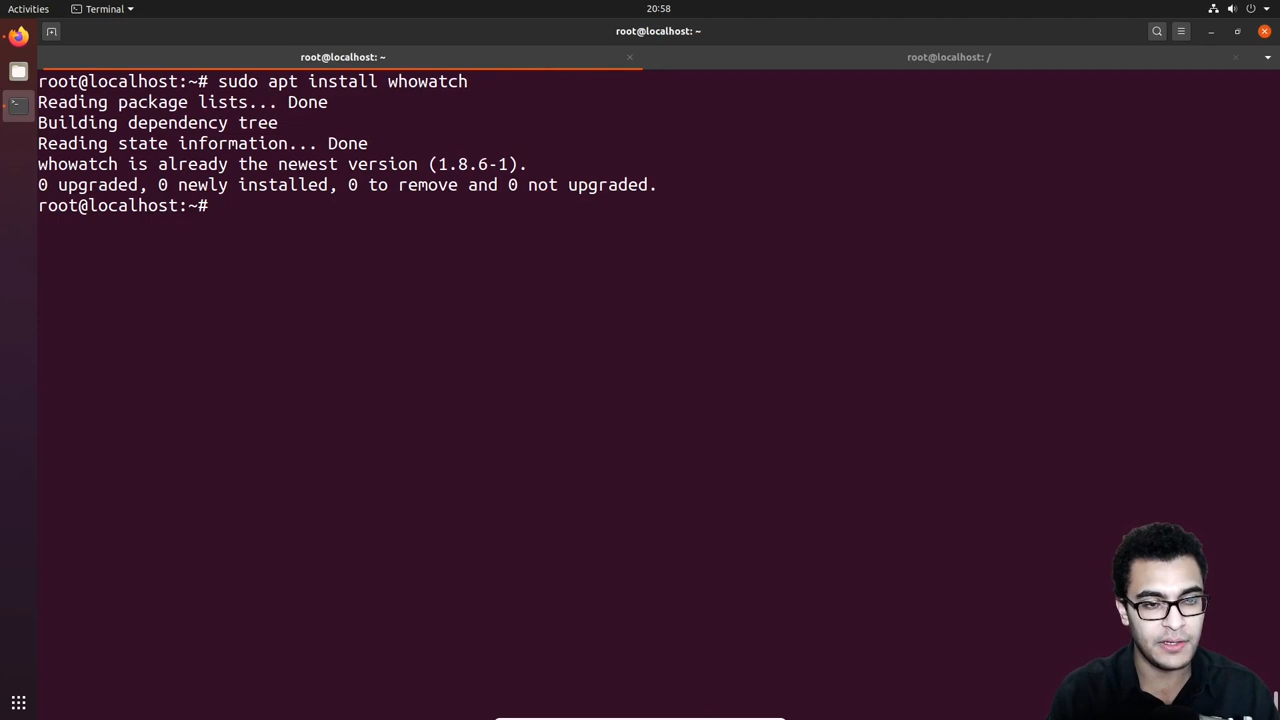 Activities
Terminal
20:58
root@localhost: ~
root@localhost: ~
root@localhost: /
root@localhost:~# sudo apt install whowatch
Reading package lists... Done
Building dependency tree
Reading state information... Done
whowatch is already the newest version (1.8.6-1).
0 upgraded, 0 newly installed, 0 to remove and 0 not upgraded.
root@localhost:~#